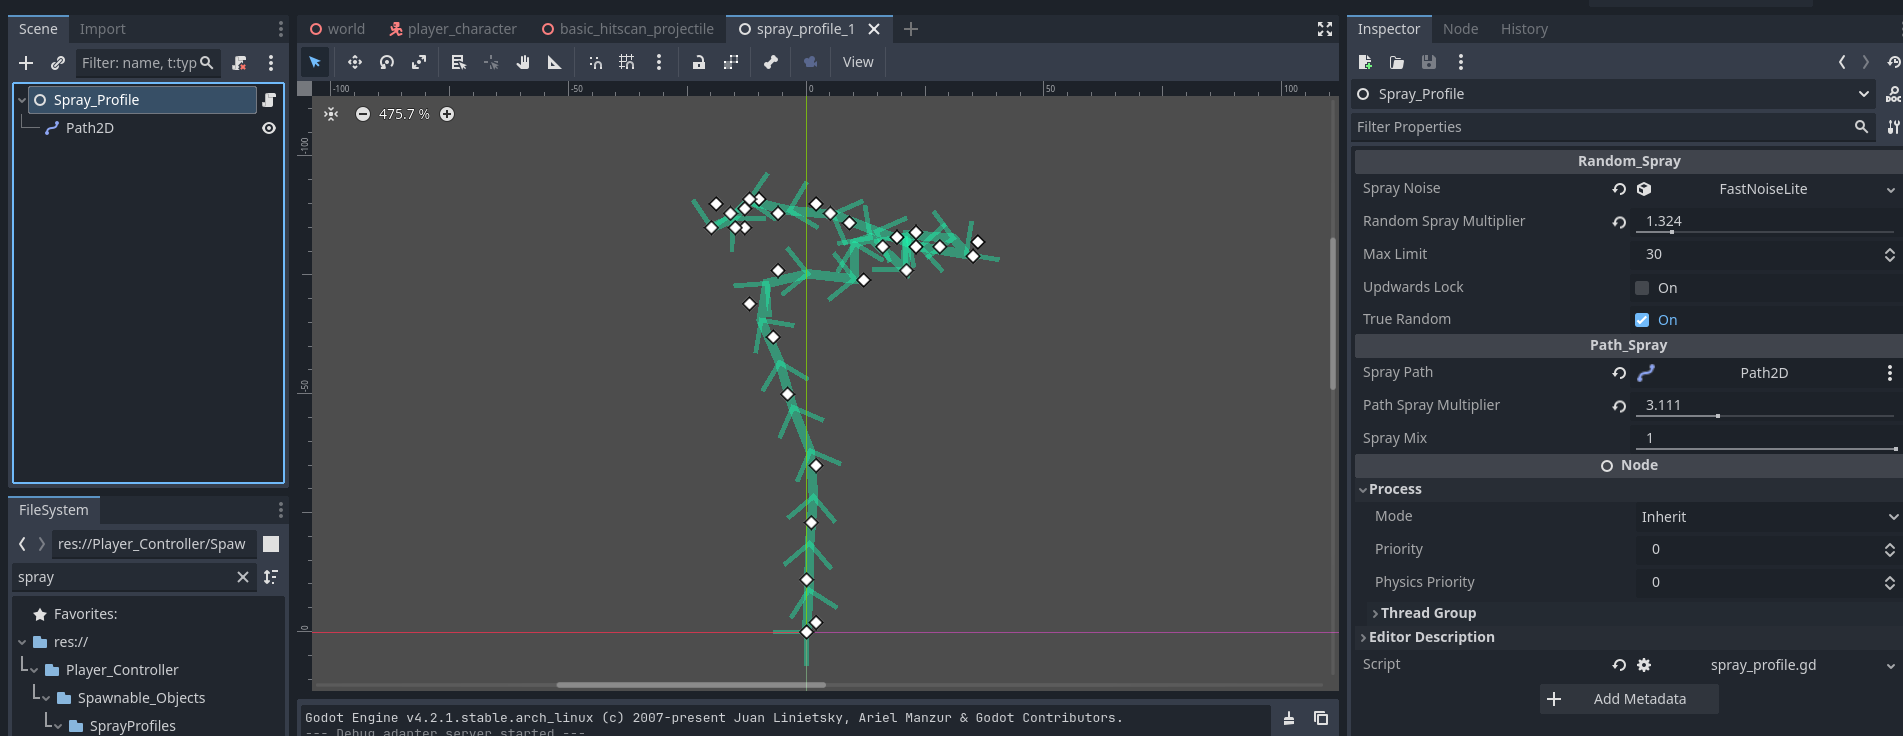 Scene Import
Filter: name, t:typ
Spray_Profile
Path2D
FileSystem
res://Player_Controller/Spaw
spray
Favorites:
res://
Player_Controller
Spawnable_Objects
SprayProfiles
world player_character basic_hitscan_projectile spray_profile_1
View
-100 -50 0 50 100
475.7 %
-100
-50
0
Godot Engine v4.2.1.stable.arch_linux (c) 2007-present Juan Linietsky, Ariel Manzur & Godot Contributors.
--- Debug adapter server started ---
Inspector Node History
Spray_Profile
DOC
Filter Properties
Random_Spray
Spray Noise FastNoiseLite
Random Spray Multiplier 1.324
Max Limit 30
Updwards Lock On
True Random On
Path_Spray
Spray Path Path2D
Path Spray Multiplier 3.111
Spray Mix 1
Node
Process
Mode Inherit
Priority 0
Physics Priority 0
Thread Group
Editor Description
Script spray_profile.gd
Add Metadata